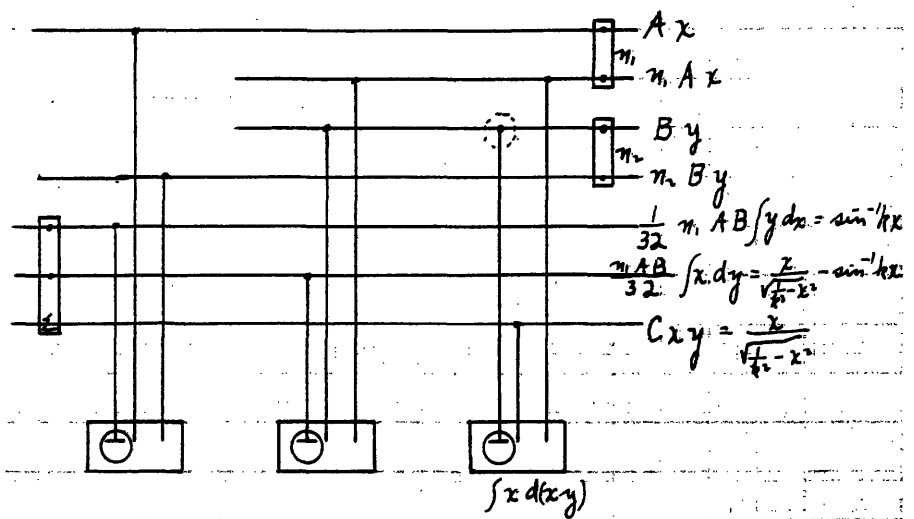 A x
n₁
n₁ A x
B y
n₂
n₂ B y
1/32 n₁ A B ∫ y dx = sin⁻¹ kx
n₁ A B/32 ∫ x dy = x/√(1/k² - x²) - sin⁻¹ kx
C x y = x/√(1/k² - x²)
∫ x d(xy)